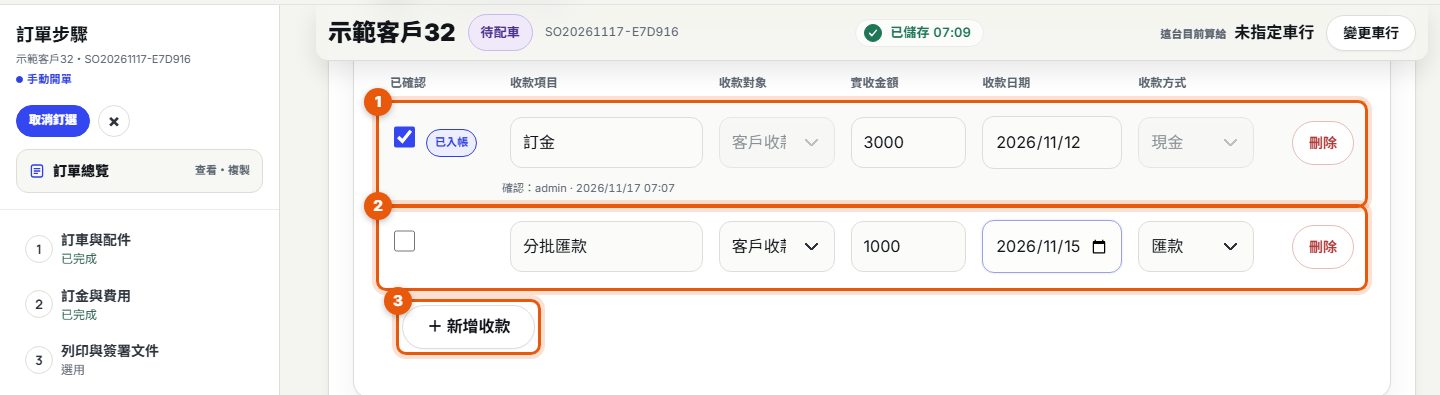 訂單步驟
示範客戶32・SO20261117-E7D916
手動開單
取消釘選
訂單總覽 查看・複製
1 訂車與配件
已完成
2 訂金與費用
已完成
3 列印與簽署文件
選用
示範客戶32 待配車 SO20261117-E7D916 已儲存 07:09 這台目前算給 未指定車行 變更車行
已確認 收款項目 收款對象 實收金額 收款日期 收款方式
1
已入帳 訂金 客戶收 3000 2026/11/12 現金 刪除
確認：admin · 2026/11/17 07:07
2
分批匯款 客戶收 1000 2026/11/15 匯款 刪除
3
＋ 新增收款